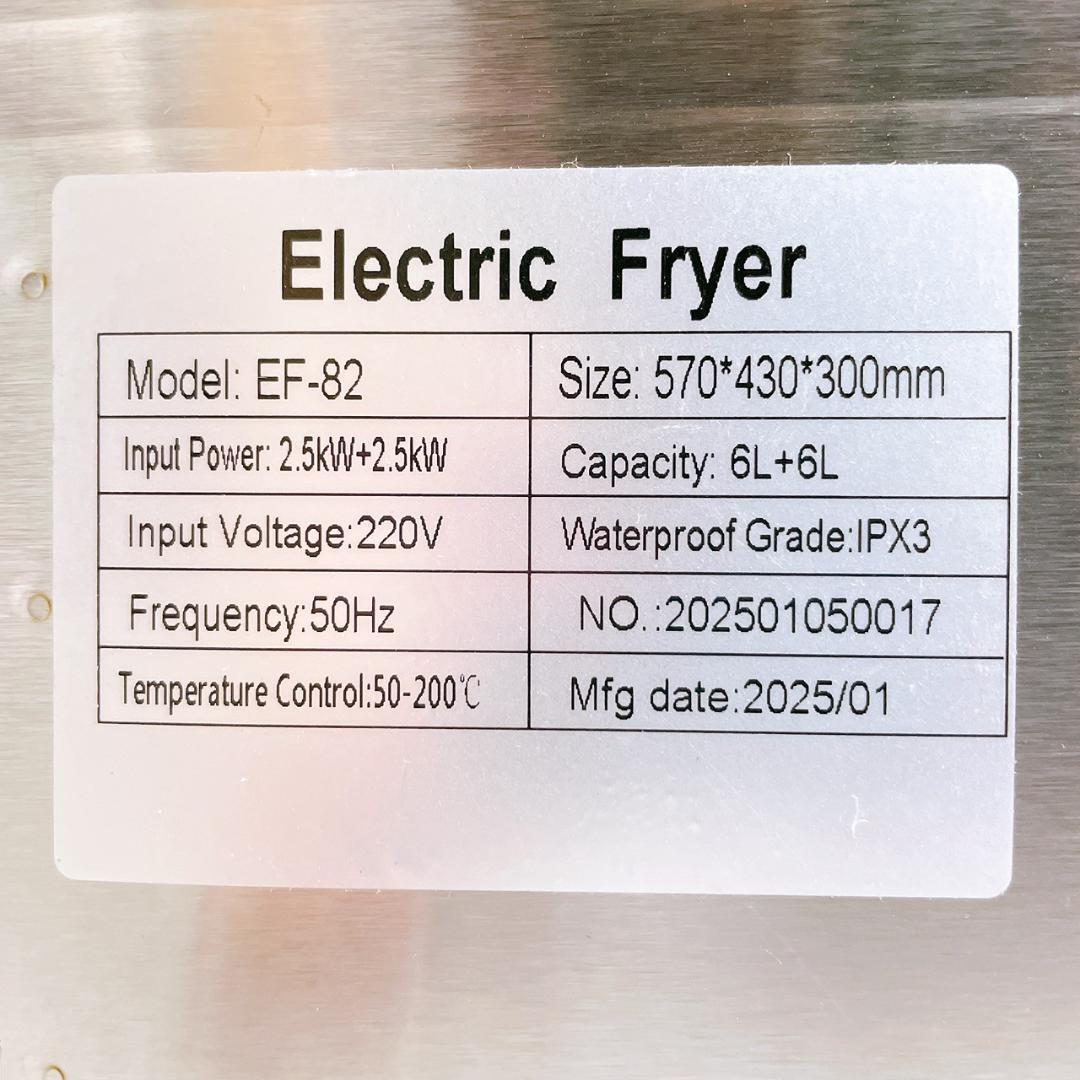 Electric Fryer
Model: EF-82
Size: 570*430*300mm
Input Power: 2.5kW+2.5kW
Capacity: 6L+6L
Input Voltage:220V
Waterproof Grade:IPX3
Frequency:50Hz
NO.:202501050017
Temperature Control:50-200℃
Mfg date:2025/01